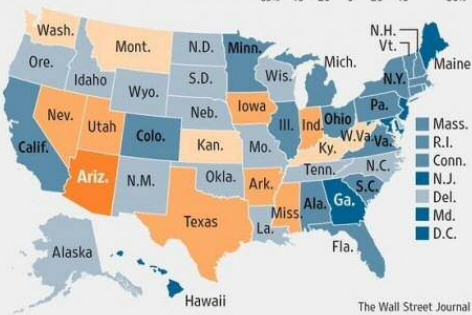 N.H.
Wash.
Vt.
Mont.
N.D.
Minn.
Maine
Ore.
Mich.
Idaho
S.D.
Wis.
N.Y.
Wyo.
Neb.
Iowa
Pa.
Nev.
Ill.
Ind.
Ohio
Utah
Colo.
W.Va.
Va.
Mass.
Calif.
Kan.
Mo.
Ky.
R.I.
Conn.
Ariz.
N.M.
Okla.
Ark.
Tenn.
N.C.
N.J.
S.C.
Del.
Texas
Miss.
Ala.
Ga.
Md.
La.
D.C.
Alaska
Fla.
Hawaii
The Wall Street Journal